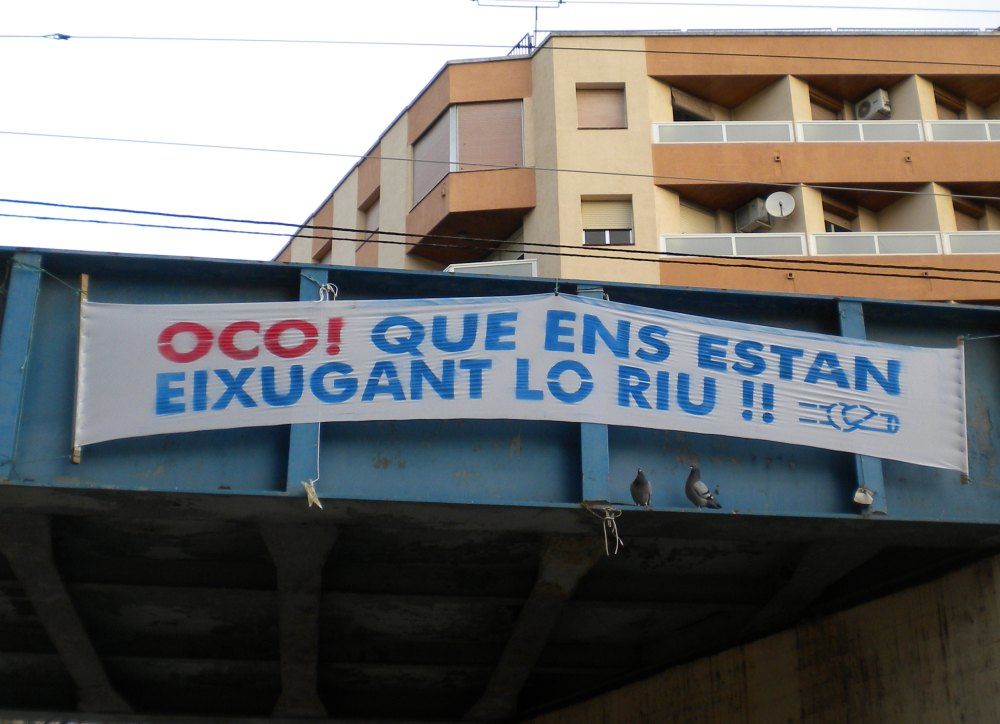 OCO! QUE ENS ESTAN
EIXUGANT LO RIU !!